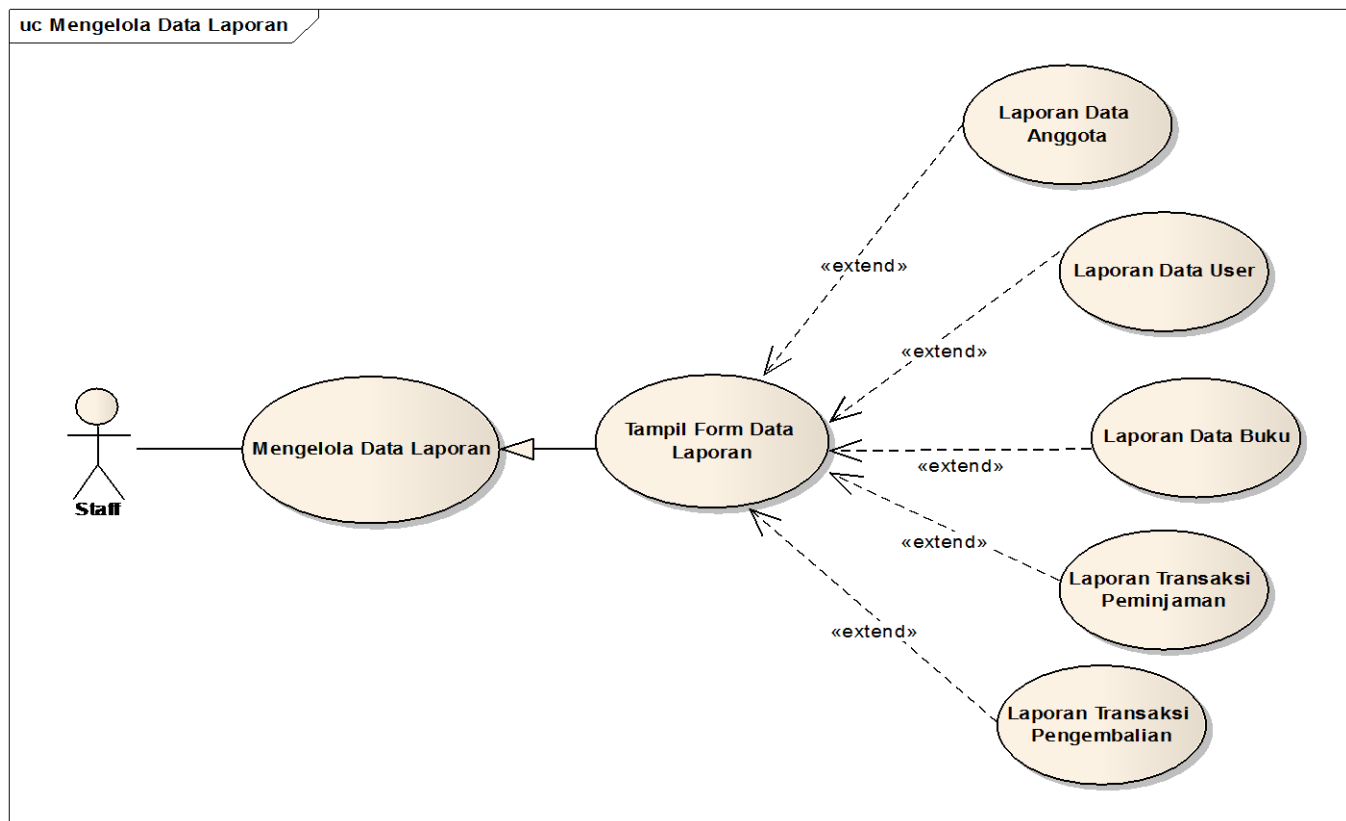 uc Mengelola Data Laporan
Laporan Data
Anggota
«extend»
Laporan Data User
«extend»
Staff
Mengelola Data Laporan
Tampil Form Data
Laporan
Laporan Data Buku
«extend»
«extend»
Laporan Transaksi
Peminjaman
«extend»
Laporan Transaksi
Pengembalian